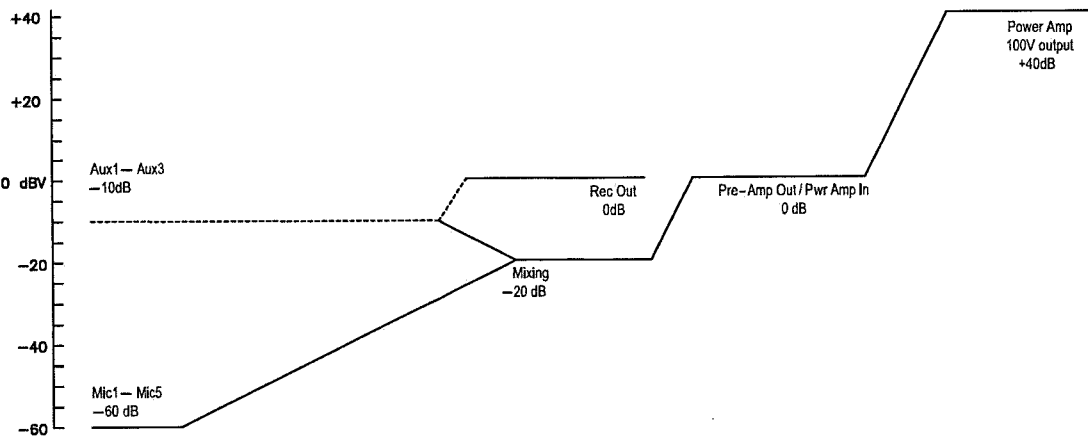 +40
Power Amp
100V output
+40dB
+20
Aux1— Aux3
—10dB
0 dBV
Rec Out
0dB
Pre—Amp Out / Pwr Amp In
0 dB
—20
Mixing
—20 dB
—40
Mic1— Mic5
—60 dB
—60